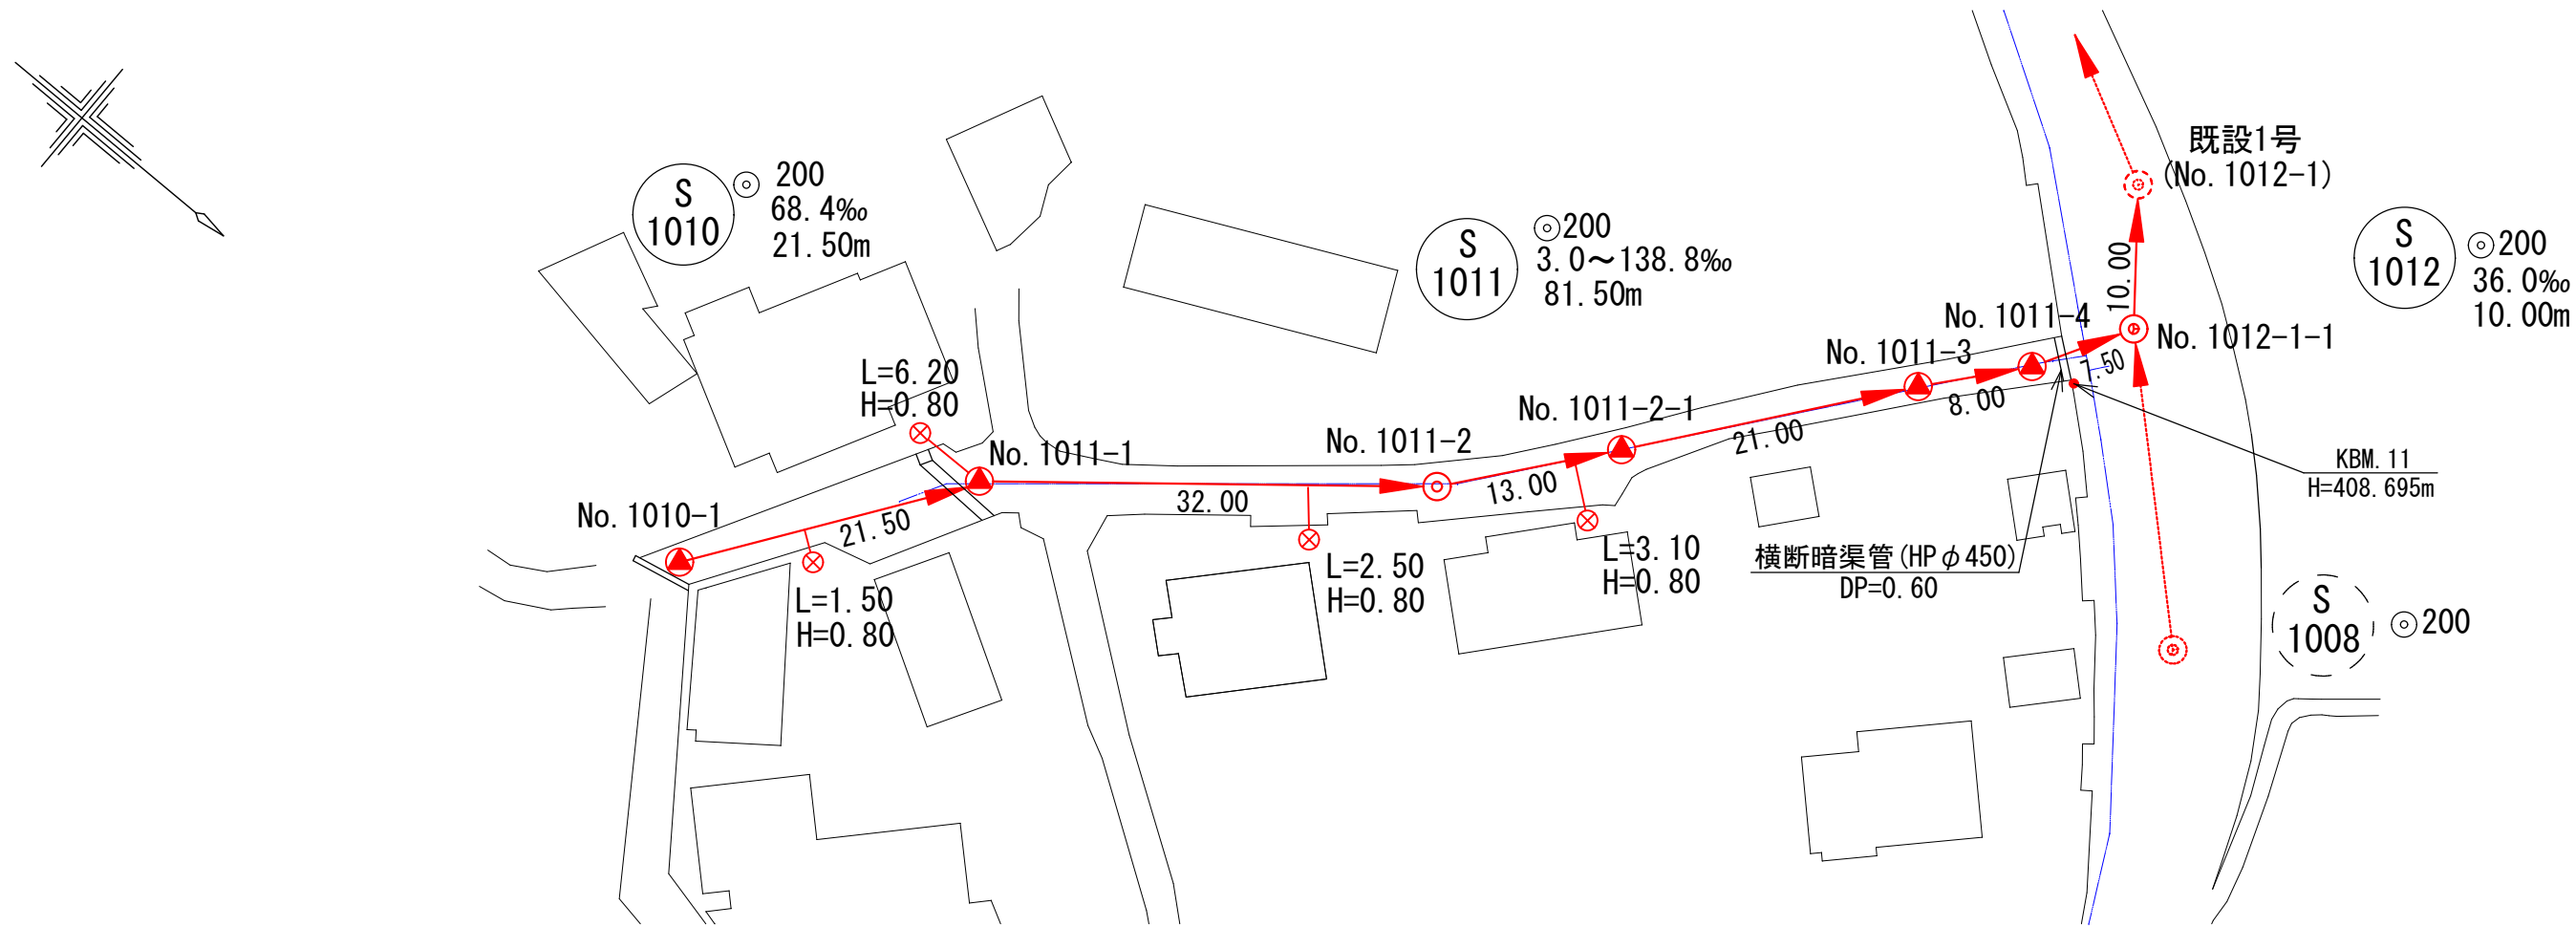 既設1号
(No.1012-1)
S
1010
200
68.4‰
21.50m
S
1011
200
3.0～138.8‰
81.50m
S
1012
200
36.0‰
10.00m
10.00
No.1011-4
No.1012-1-1
No.1011-3
7.50
8.00
L=6.20
H=0.80
No.1011-2-1
21.00
No.1011-2
No.1011-1
13.00
32.00
KBM.11
H=408.695m
No.1010-1
21.50
L=1.50
H=0.80
L=2.50
H=0.80
L=3.10
H=0.80
横断暗渠管(HPφ450)
DP=0.60
S
1008
200